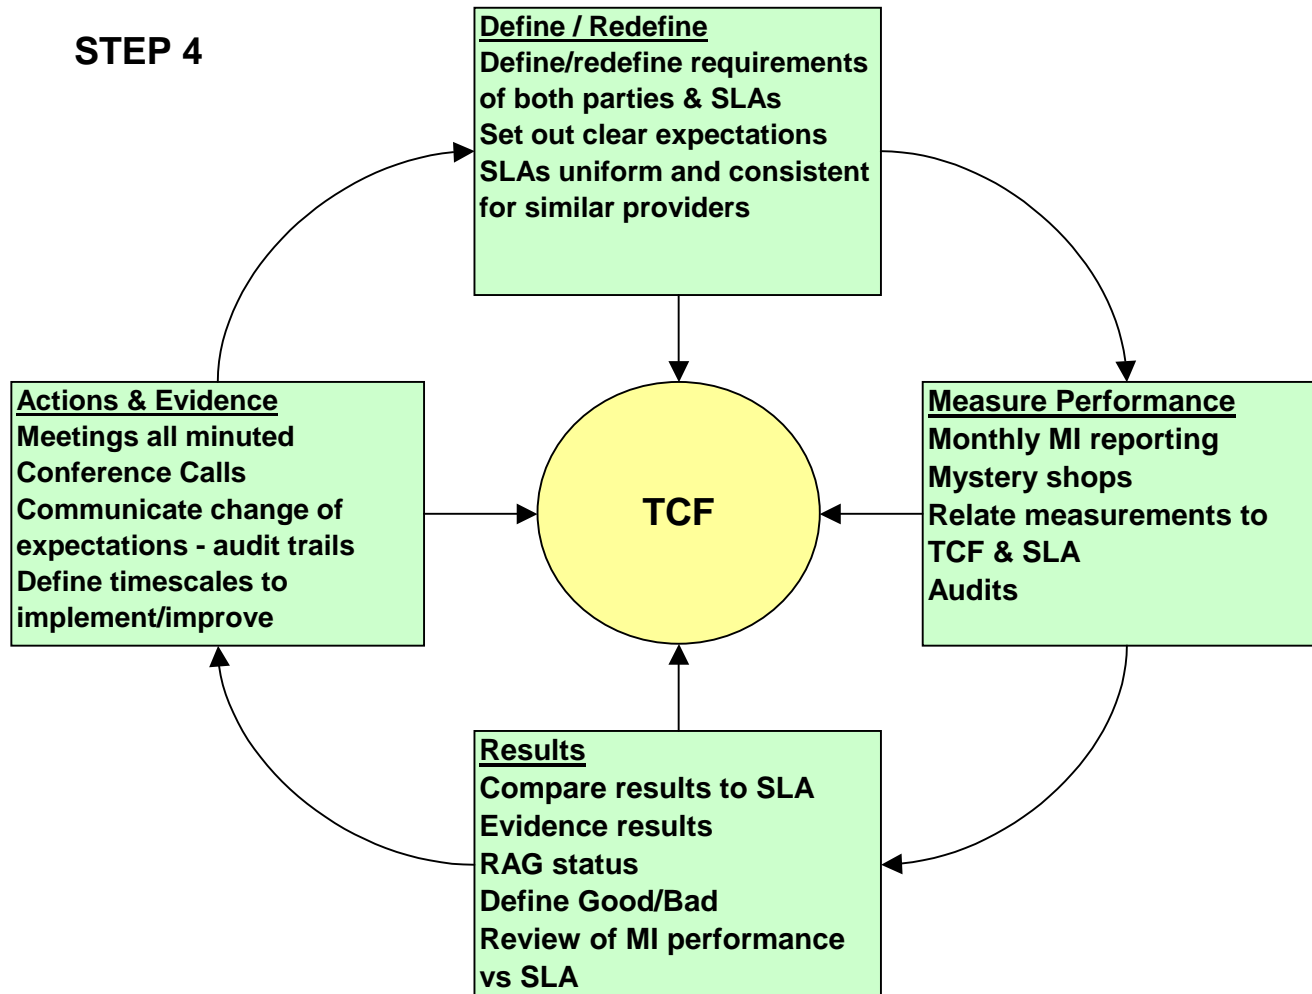 STEP 4
Define / Redefine
Define/redefine requirements
of both parties & SLAs
Set out clear expectations
SLAs uniform and consistent
for similar providers
Actions & Evidence
Meetings all minuted
Conference Calls
Communicate change of
expectations - audit trails
Define timescales to
implement/improve
TCF
Measure Performance
Monthly MI reporting
Mystery shops
Relate measurements to
TCF & SLA
Audits
Results
Compare results to SLA
Evidence results
RAG status
Define Good/Bad
Review of MI performance
vs SLA